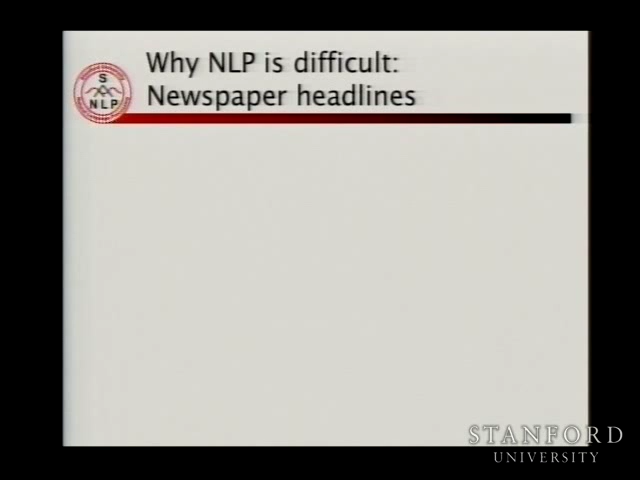 Why NLP is difficult:
Newspaper headlines
S
NLP
STANFORD
UNIVERSITY